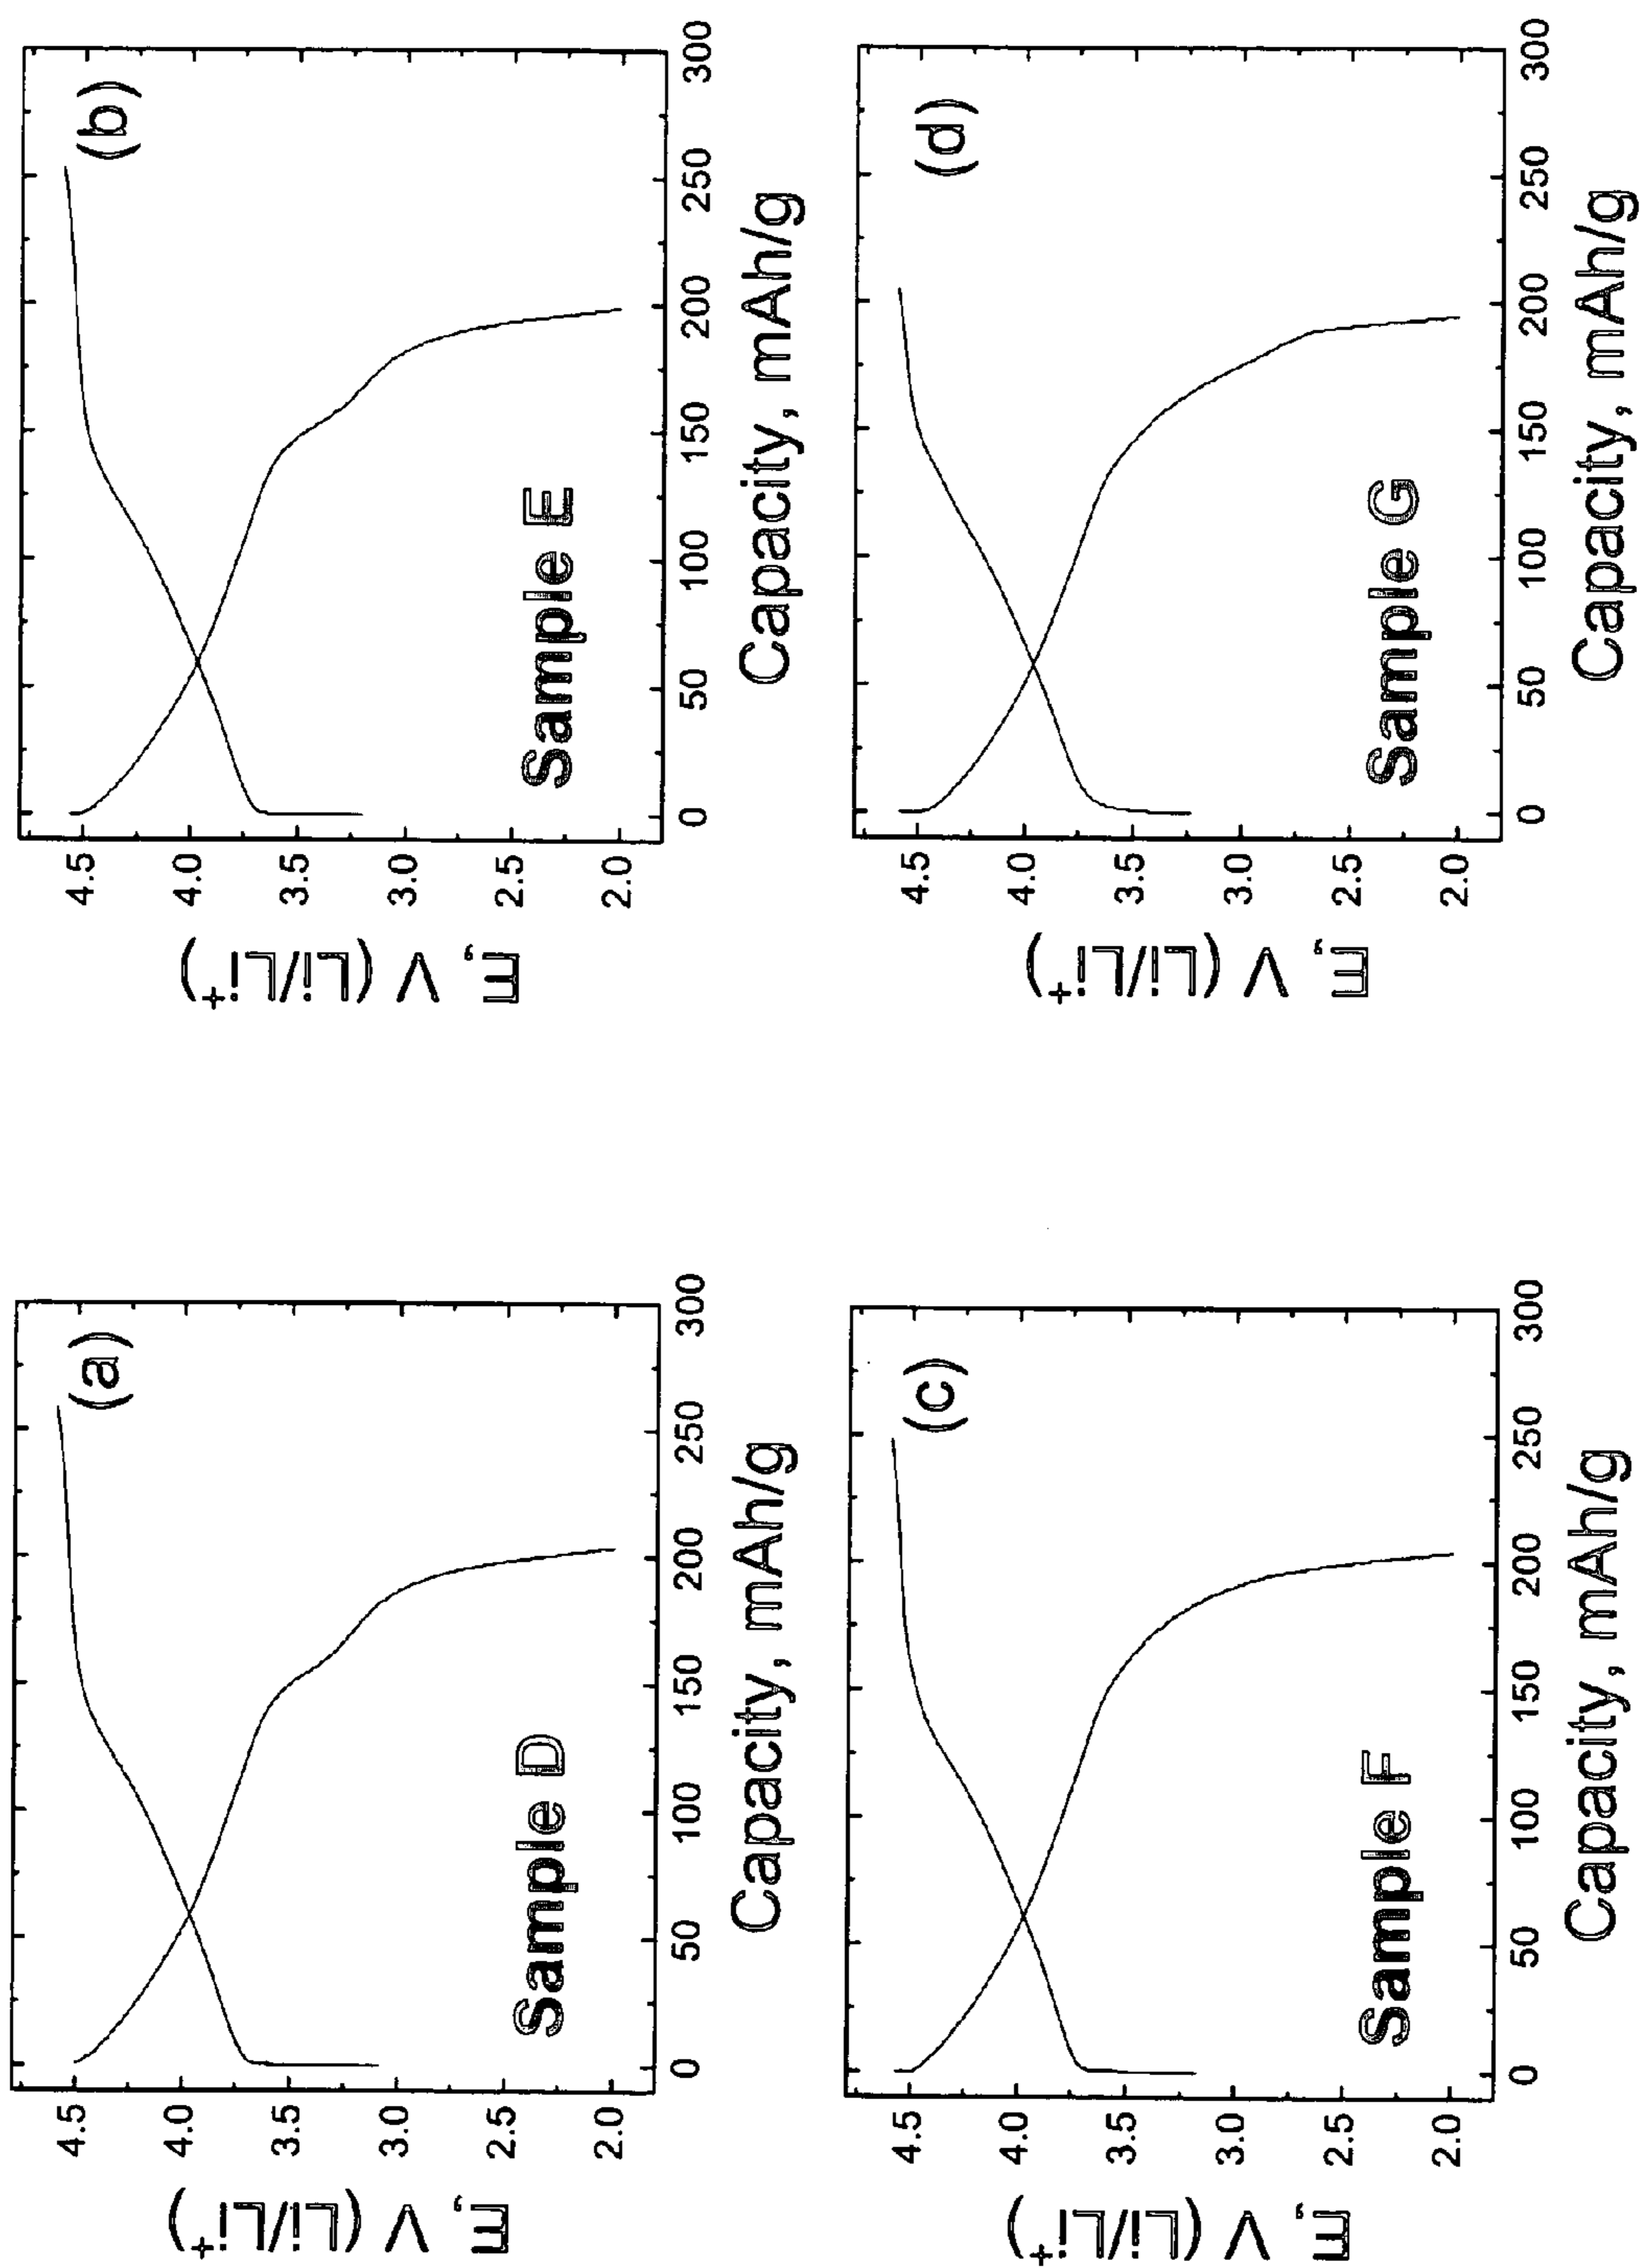 (a)
4.5
4.0
3.5
3.0
2.5
2.0
E, V (Li/Li⁺)
Sample D
0 50 100 150 200 250 300
Capacity, mAh/g
(b)
4.5
4.0
3.5
3.0
2.5
2.0
E, V (Li/Li⁺)
Sample E
0 50 100 150 200 250 300
Capacity, mAh/g
(c)
4.5
4.0
3.5
3.0
2.5
2.0
E, V (Li/Li⁺)
Sample F
0 50 100 150 200 250 300
Capacity, mAh/g
(d)
4.5
4.0
3.5
3.0
2.5
2.0
E, V (Li/Li⁺)
Sample G
0 50 100 150 200 250 300
Capacity, mAh/g